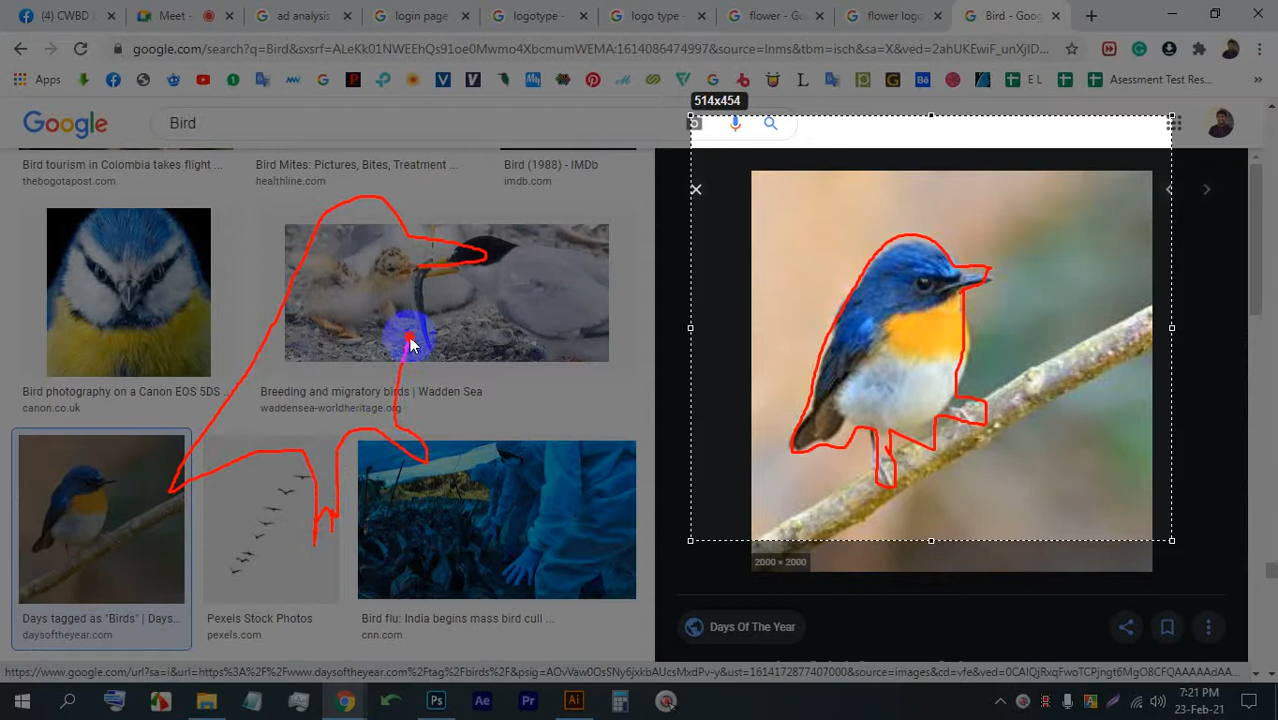 (4) CWBD
Meet -
ad analysis
login page
logotype -
logo type -
flower - Go
flower logo
Bird - Goog
google.com/search?q=Bird&sxsrf=ALeKk01NWEEhQs91oe0Mwmo4XbcmumWEMA:1614086474997&source=lnms&tbm=isch&sa=X&ved=2ahUKEwiF_unXjID...
Apps
E L
Asessment Test Res...
514x454
Google
Bird
Bird tourism in Colombia takes flight ...
thebogotapost.com
Bird Mites: Pictures, Bites, Treatment ...
healthline.com
Bird (1988) - IMDb
imdb.com
Bird photography on a Canon EOS 5DS ...
canon.co.uk
Breeding and migratory birds | Wadden Sea
waddensea-worldheritage.org
2000 × 2000
Days tagged as "Birds" | Days...
daysoftheyear.com
Pexels Stock Photos
pexels.com
Bird flu: India begins mass bird cull ...
cnn.com
Days Of The Year
7:21 PM
23-Feb-21